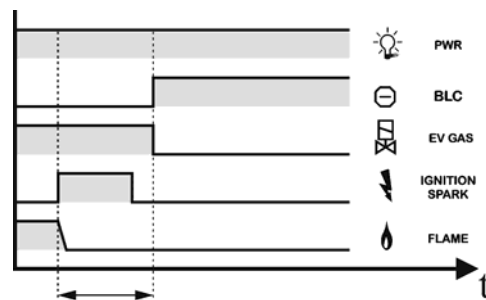 PWR
BLC
EV GAS
IGNITION
SPARK
FLAME
t